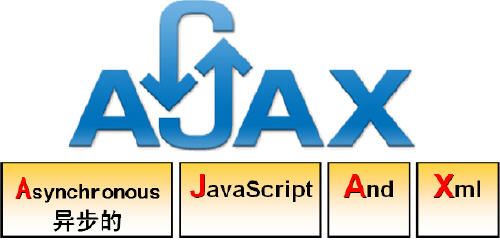 AJAX
Asynchronous JavaScript And Xml
异步的